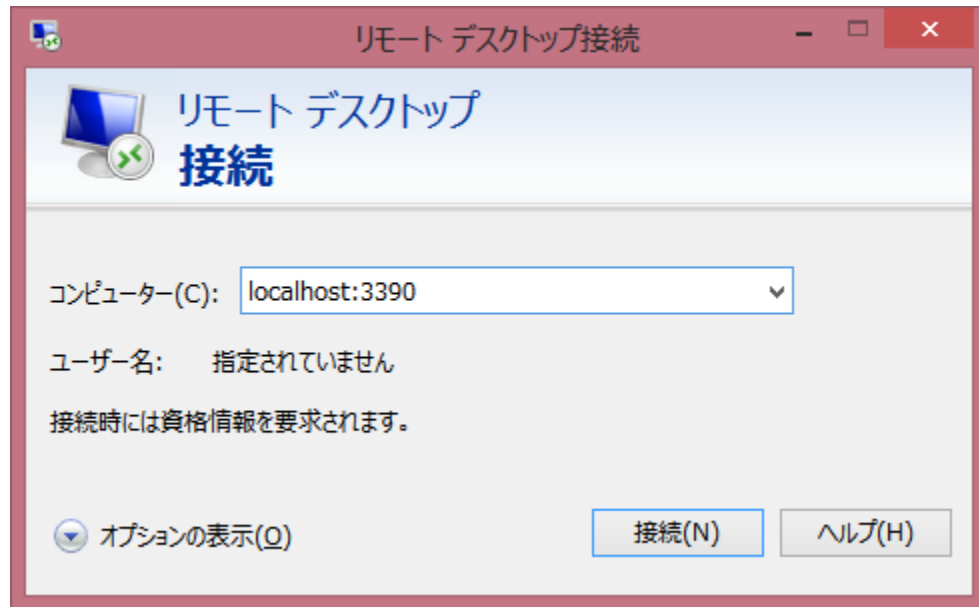 リモート デスクトップ接続
リモート デスクトップ
接続
コンピューター(C): localhost:3390
ユーザー名: 指定されていません
接続時には資格情報を要求されます。
オプションの表示(O) 接続(N) ヘルプ(H)